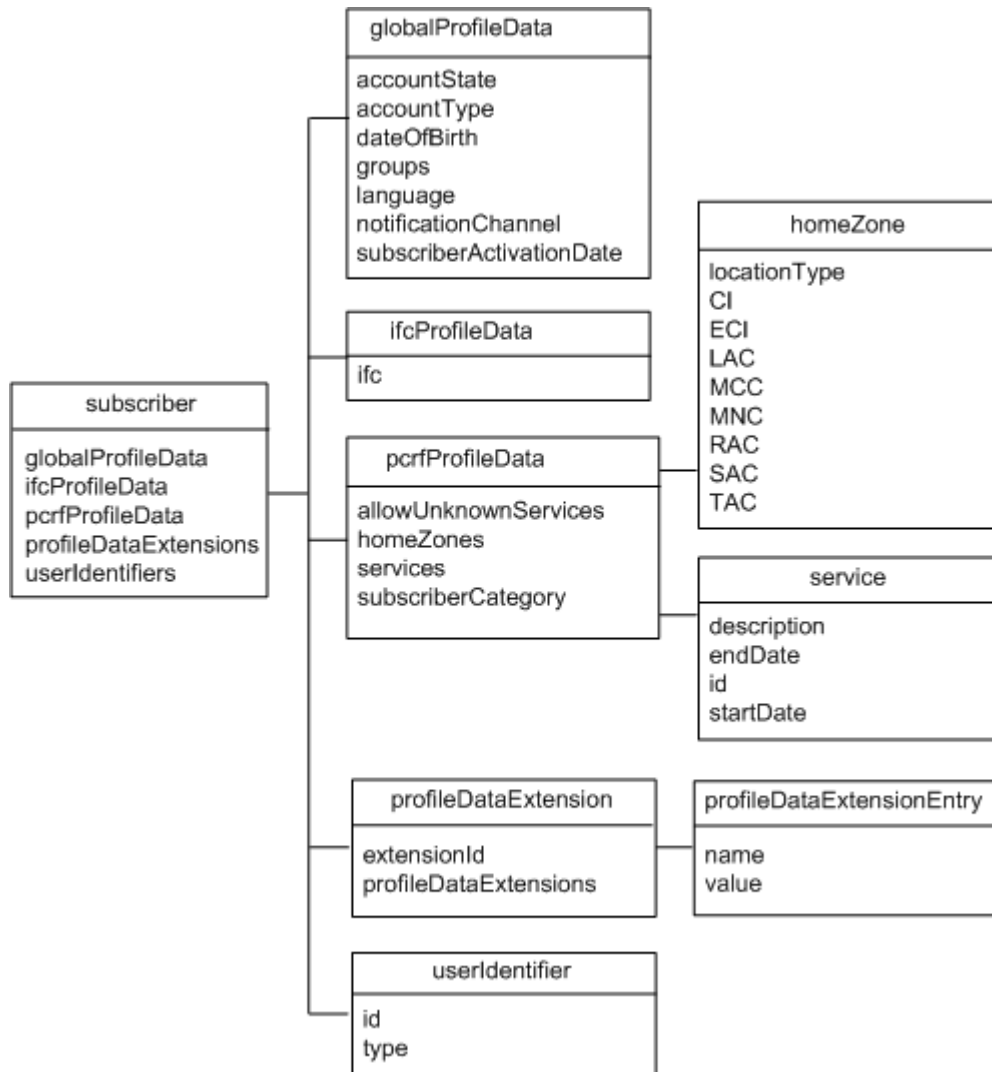 globalProfileData
accountState
accountType
dateOfBirth
groups
language
notificationChannel
subscriberActivationDate
homeZone
locationType
CI
ECI
LAC
MCC
MNC
RAC
SAC
TAC
ifcProfileData
ifc
subscriber
globalProfileData
ifcProfileData
pcrfProfileData
profileDataExtensions
userIdentifiers
pcrfProfileData
allowUnknownServices
homeZones
services
subscriberCategory
service
description
endDate
id
startDate
profileDataExtension
extensionId
profileDataExtensions
profileDataExtensionEntry
name
value
userIdentifier
id
type